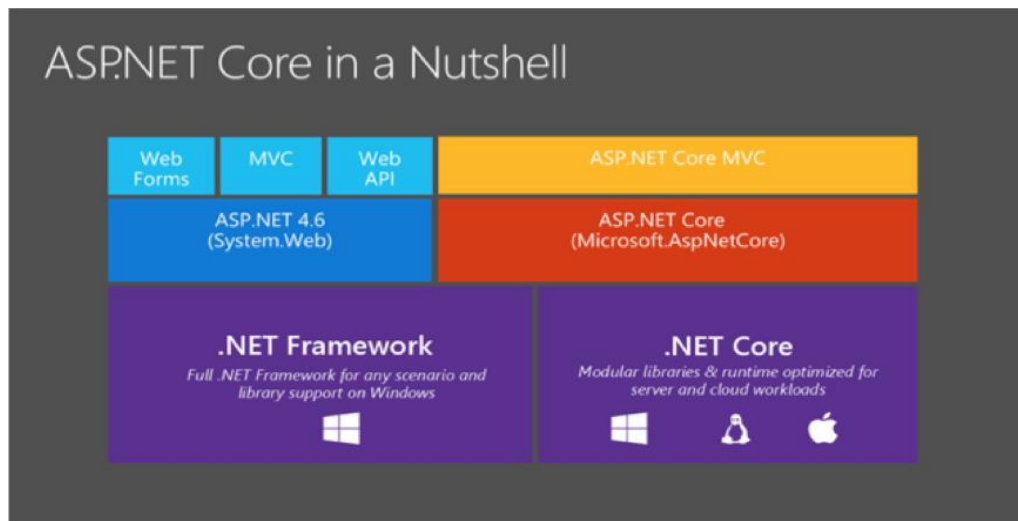 ASP.NET Core in a Nutshell
Web
Forms
MVC
Web
API
ASP.NET Core MVC
ASP.NET 4.6
(System.Web)
ASP.NET Core
(Microsoft.AspNetCore)
.NET Framework
Full .NET Framework for any scenario and
library support on Windows
.NET Core
Modular libraries & runtime optimized for
server and cloud workloads